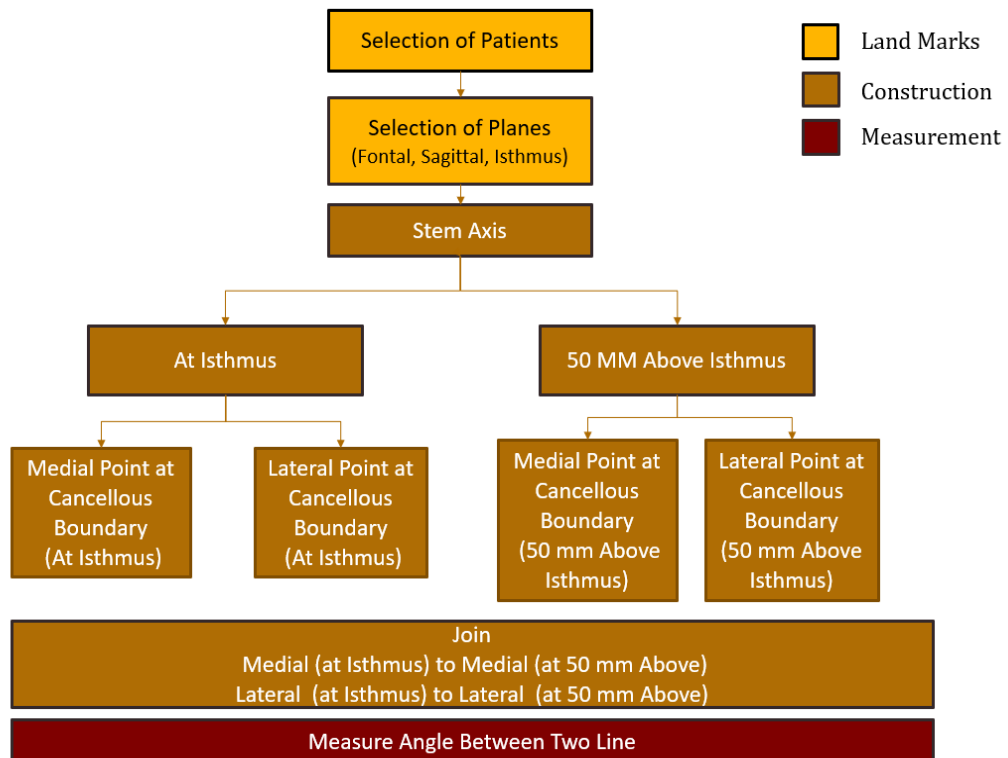 Selection of Patients
Land Marks
Construction
Measurement
Selection of Planes
(Fontal, Sagittal, Isthmus)
Stem Axis
At Isthmus
50 MM Above Isthmus
Medial Point at
Cancellous
Boundary
(At Isthmus)
Lateral Point at
Cancellous
Boundary
(At Isthmus)
Medial Point at
Cancellous
Boundary
(50 mm Above
Isthmus)
Lateral Point at
Cancellous
Boundary
(50 mm Above
Isthmus)
Join
Medial (at Isthmus) to Medial (at 50 mm Above)
Lateral (at Isthmus) to Lateral (at 50 mm Above)
Measure Angle Between Two Line